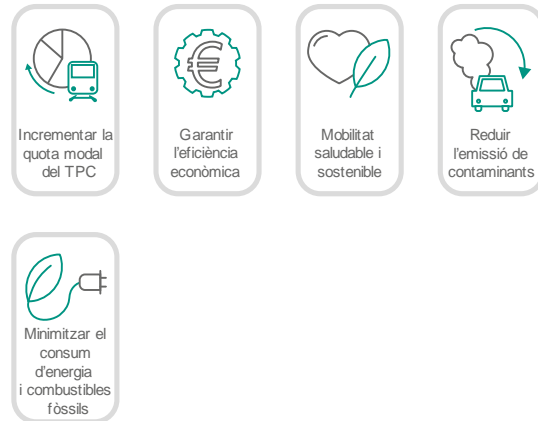 Incrementar la
quota modal
del TPC
Garantir
l'eficiència
econòmica
Mobilitat
saludable i
sostenible
Reduir
l'emissió de
contaminants
Minimitzar el
consum
d'energia
i combustibles
fòssils